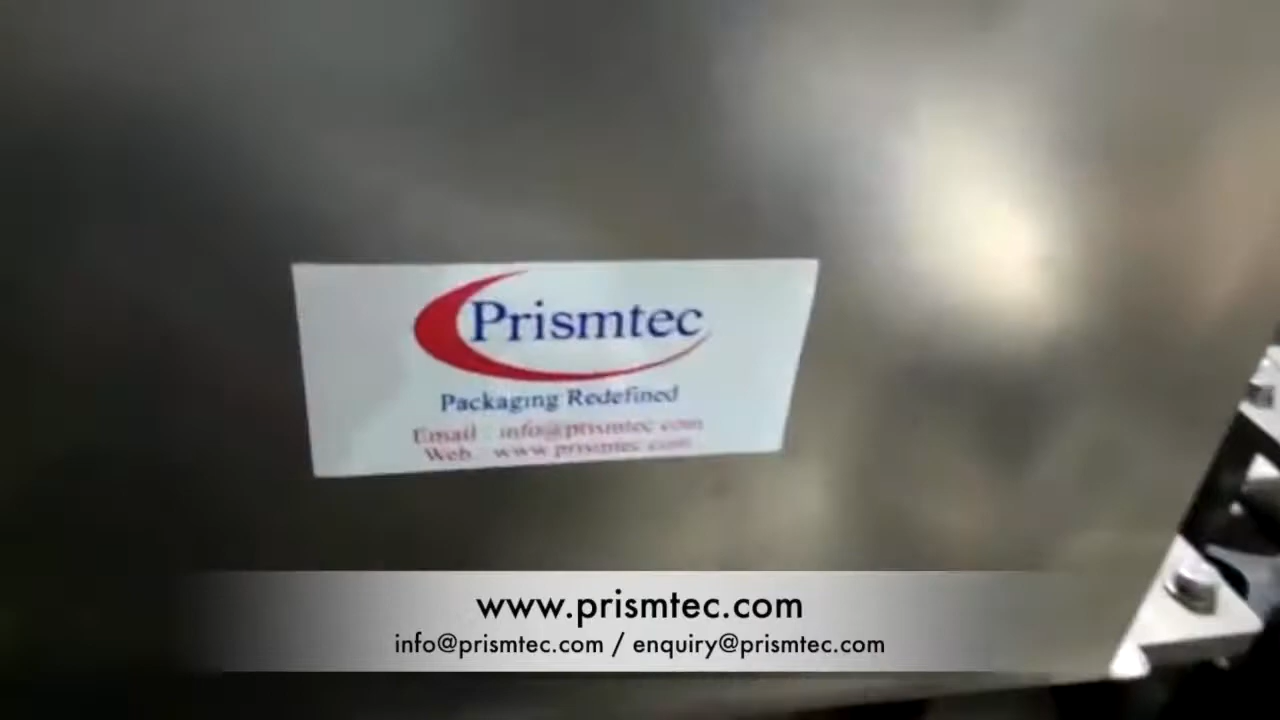 Prismtec
Packaging Redefined
Email : info@prismtec.com
Web. www.prismtec.com
www.prismtec.com
info@prismtec.com / enquiry@prismtec.com